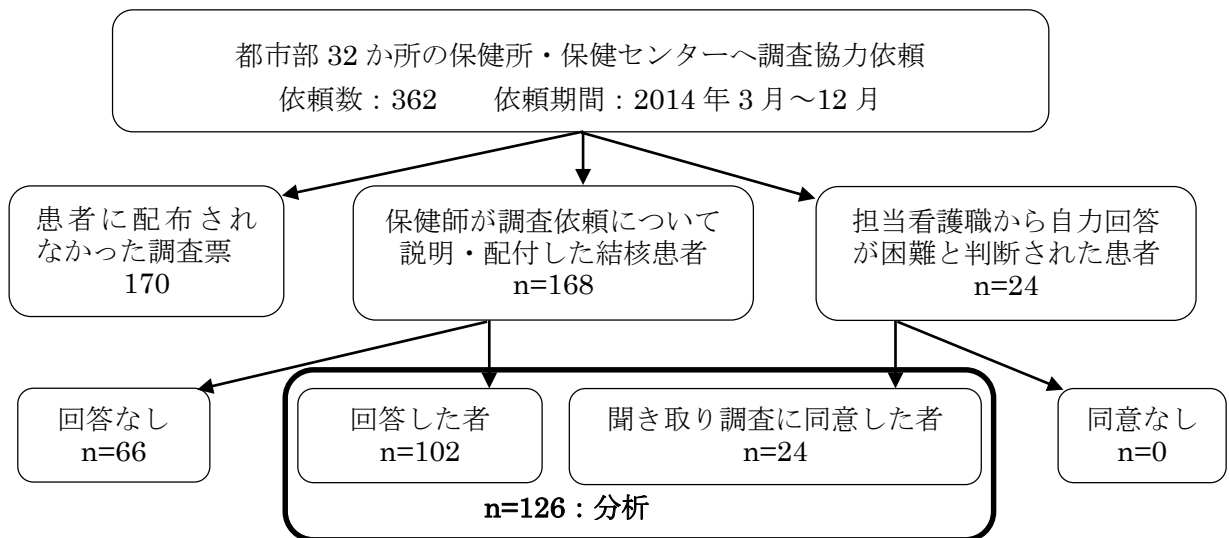 都市部 32 か所の保健所・保健センターへ調査協力依頼
依頼数：362　　依頼期間：2014 年 3 月～12 月
患者に配布され
なかった調査票
170
保健師が調査依頼について
説明・配付した結核患者
n=168
担当看護職から自力回答
が困難と判断された患者
n=24
回答なし
n=66
回答した者
n=102
聞き取り調査に同意した者
n=24
同意なし
n=0
n=126：分析